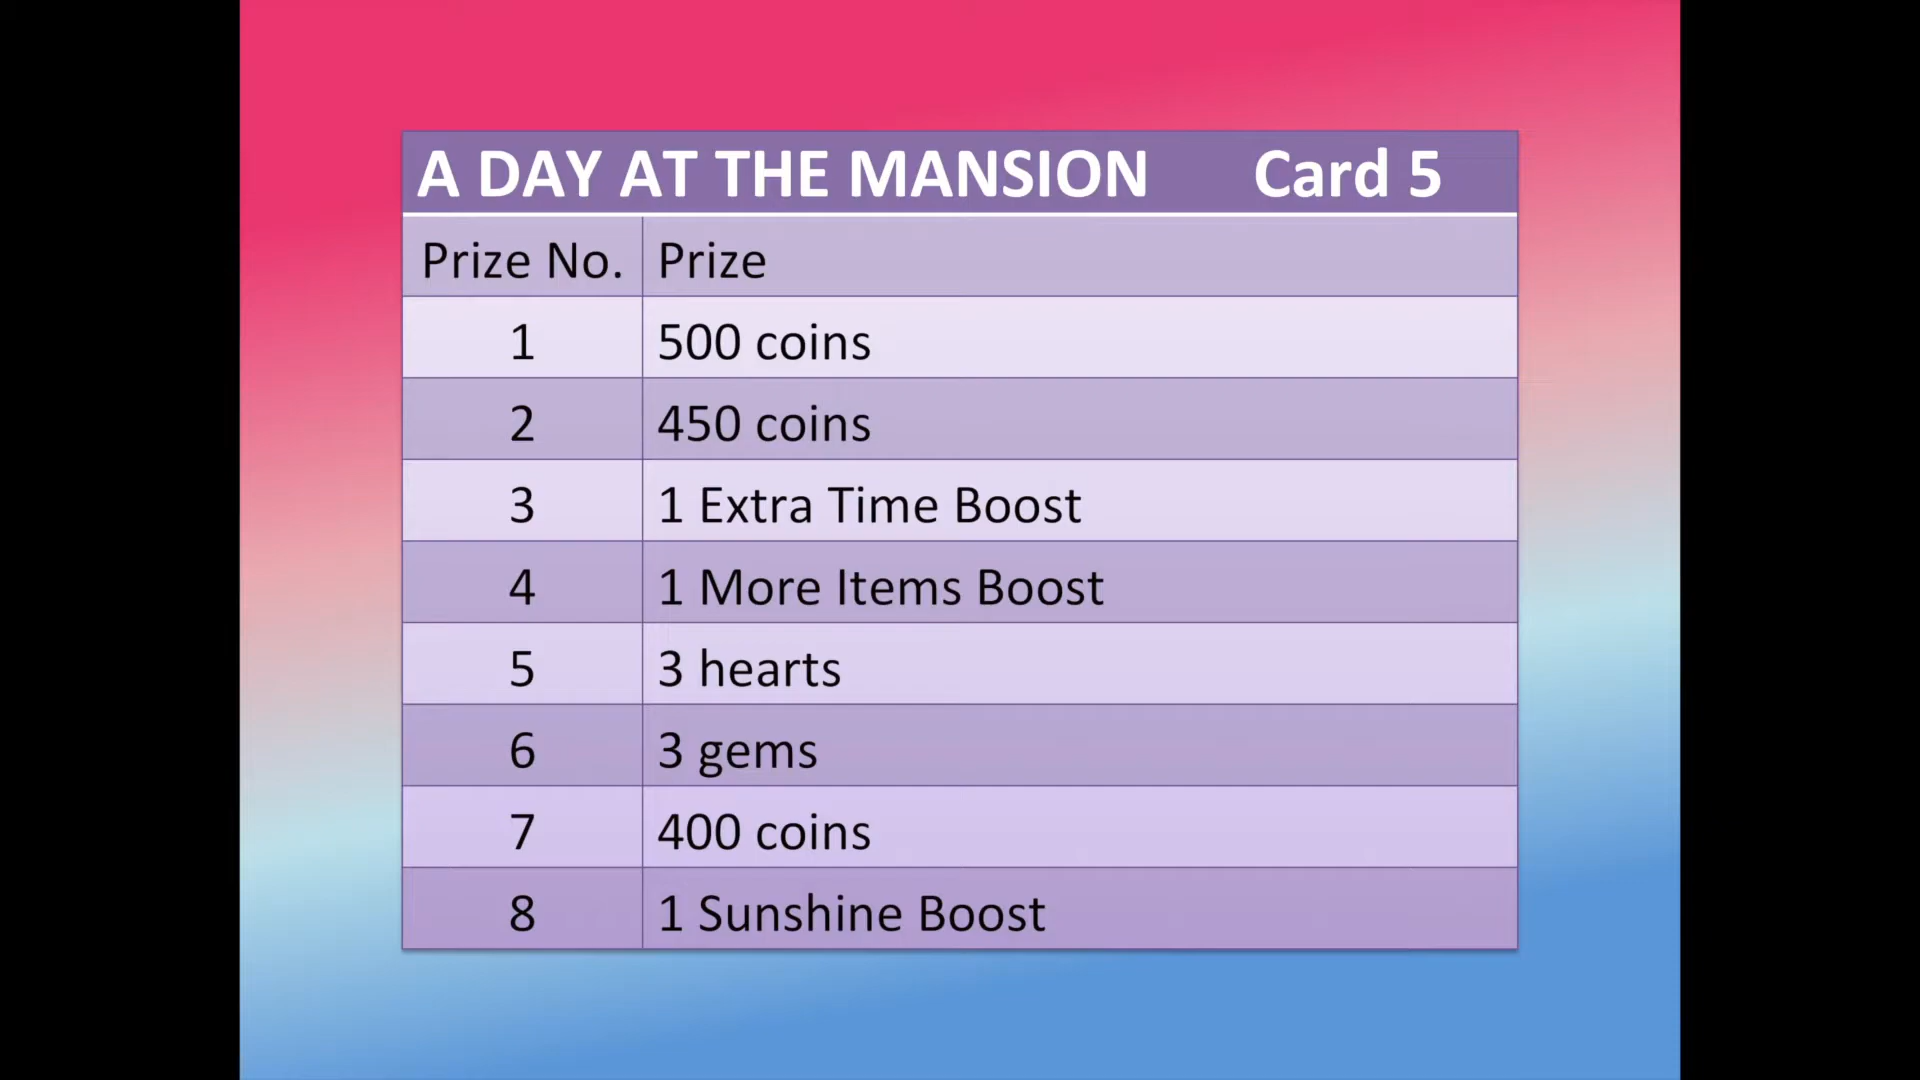 A DAY AT THE MANSION Card 5
Prize No. Prize
1 500 coins
2 450 coins
3 1 Extra Time Boost
4 1 More Items Boost
5 3 hearts
6 3 gems
7 400 coins
8 1 Sunshine Boost